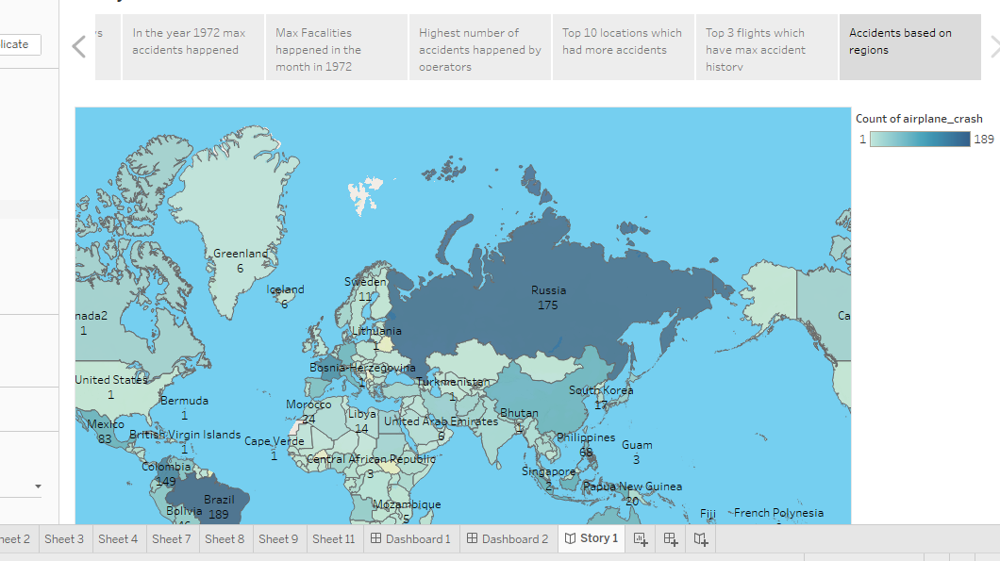 licate
s
In the year 1972 max
accidents happened
Max Facalities
happened in the
month in 1972
Highest number of
accidents happened by
operators
Top 10 locations which
had more accidents
Top 3 flights which
have max accident
history
Accidents based on
regions
Count of airplane_crash
1 189
Greenland
6
Iceland
6
Sweden
11
Russia
175
nada2
1
Ca
Lithuania
1
Bosnia-Herzegovina
1
United States
1
Turkmenistan
1
South Korea
17
Bermuda
1
Morocco
24
Libya
14
United Arab Emirates
6
Bhutan
Mexico
83
British Virgin Islands
1
Cape Verde
1
Philippines
68
Guam
3
Central African Republic
3
Colombia
149
Singapore
2
Papua New Guinea
20
Brazil
189
Bolivia
Mozambique
5
Fiji
French Polynesia
heet 2
Sheet 3
Sheet 4
Sheet 7
Sheet 8
Sheet 9
Sheet 11
Dashboard 1
Dashboard 2
Story 1